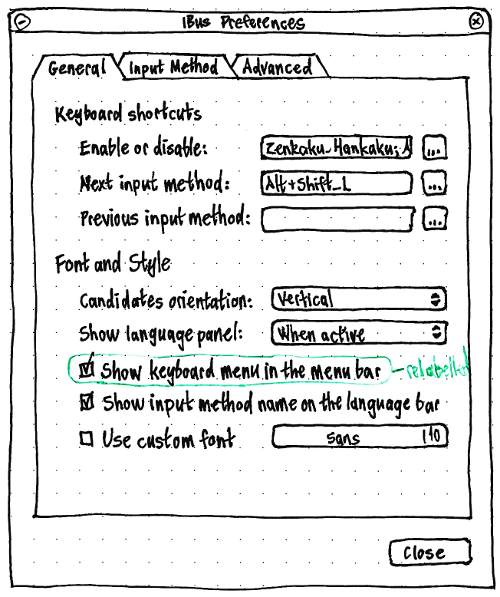 IBus Preferences
General Input Method Advanced
Keyboard shortcuts
Enable or disable: Zenkaku_Hankaku; A ...
Next input method: Alt+Shift_L ...
Previous input method: ...
Font and Style
Candidates orientation: Vertical
Show language panel: When active
Show keyboard menu in the menu bar - relabelled
Show input method name on the language bar
Use custom font Sans 10
Close